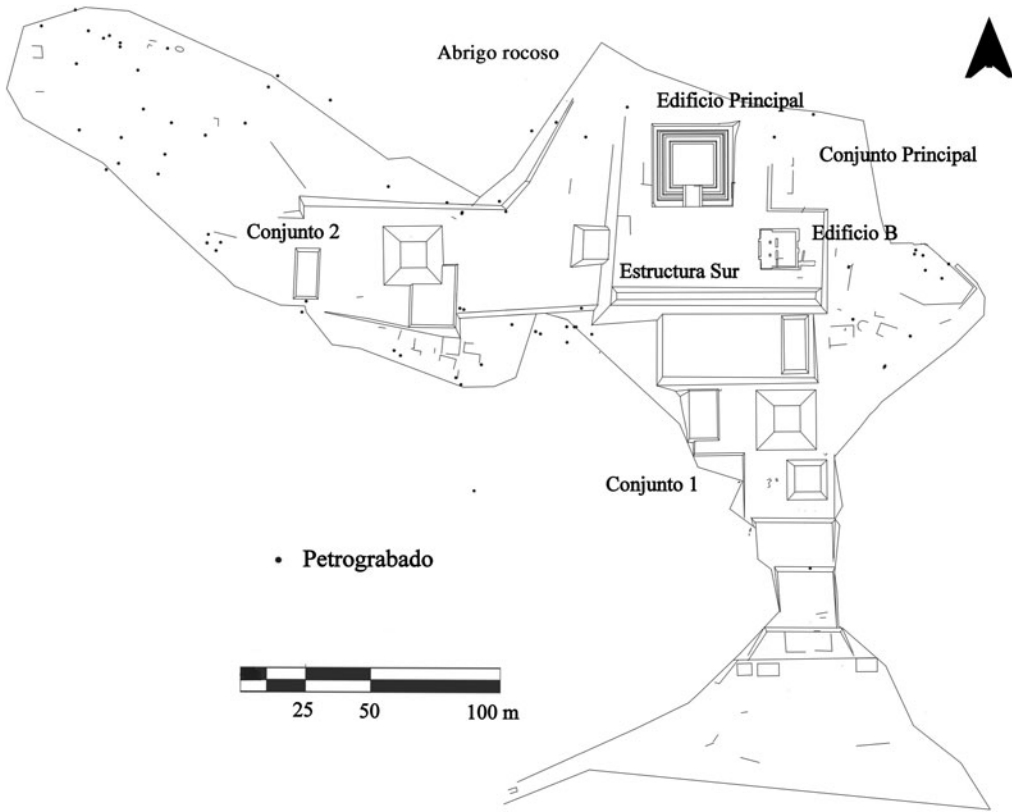 Abrigo rocoso
Edificio Principal
Conjunto Principal
Conjunto 2
Edificio B
Estructura Sur
Conjunto 1
• Petrograbado
25 50 100 m